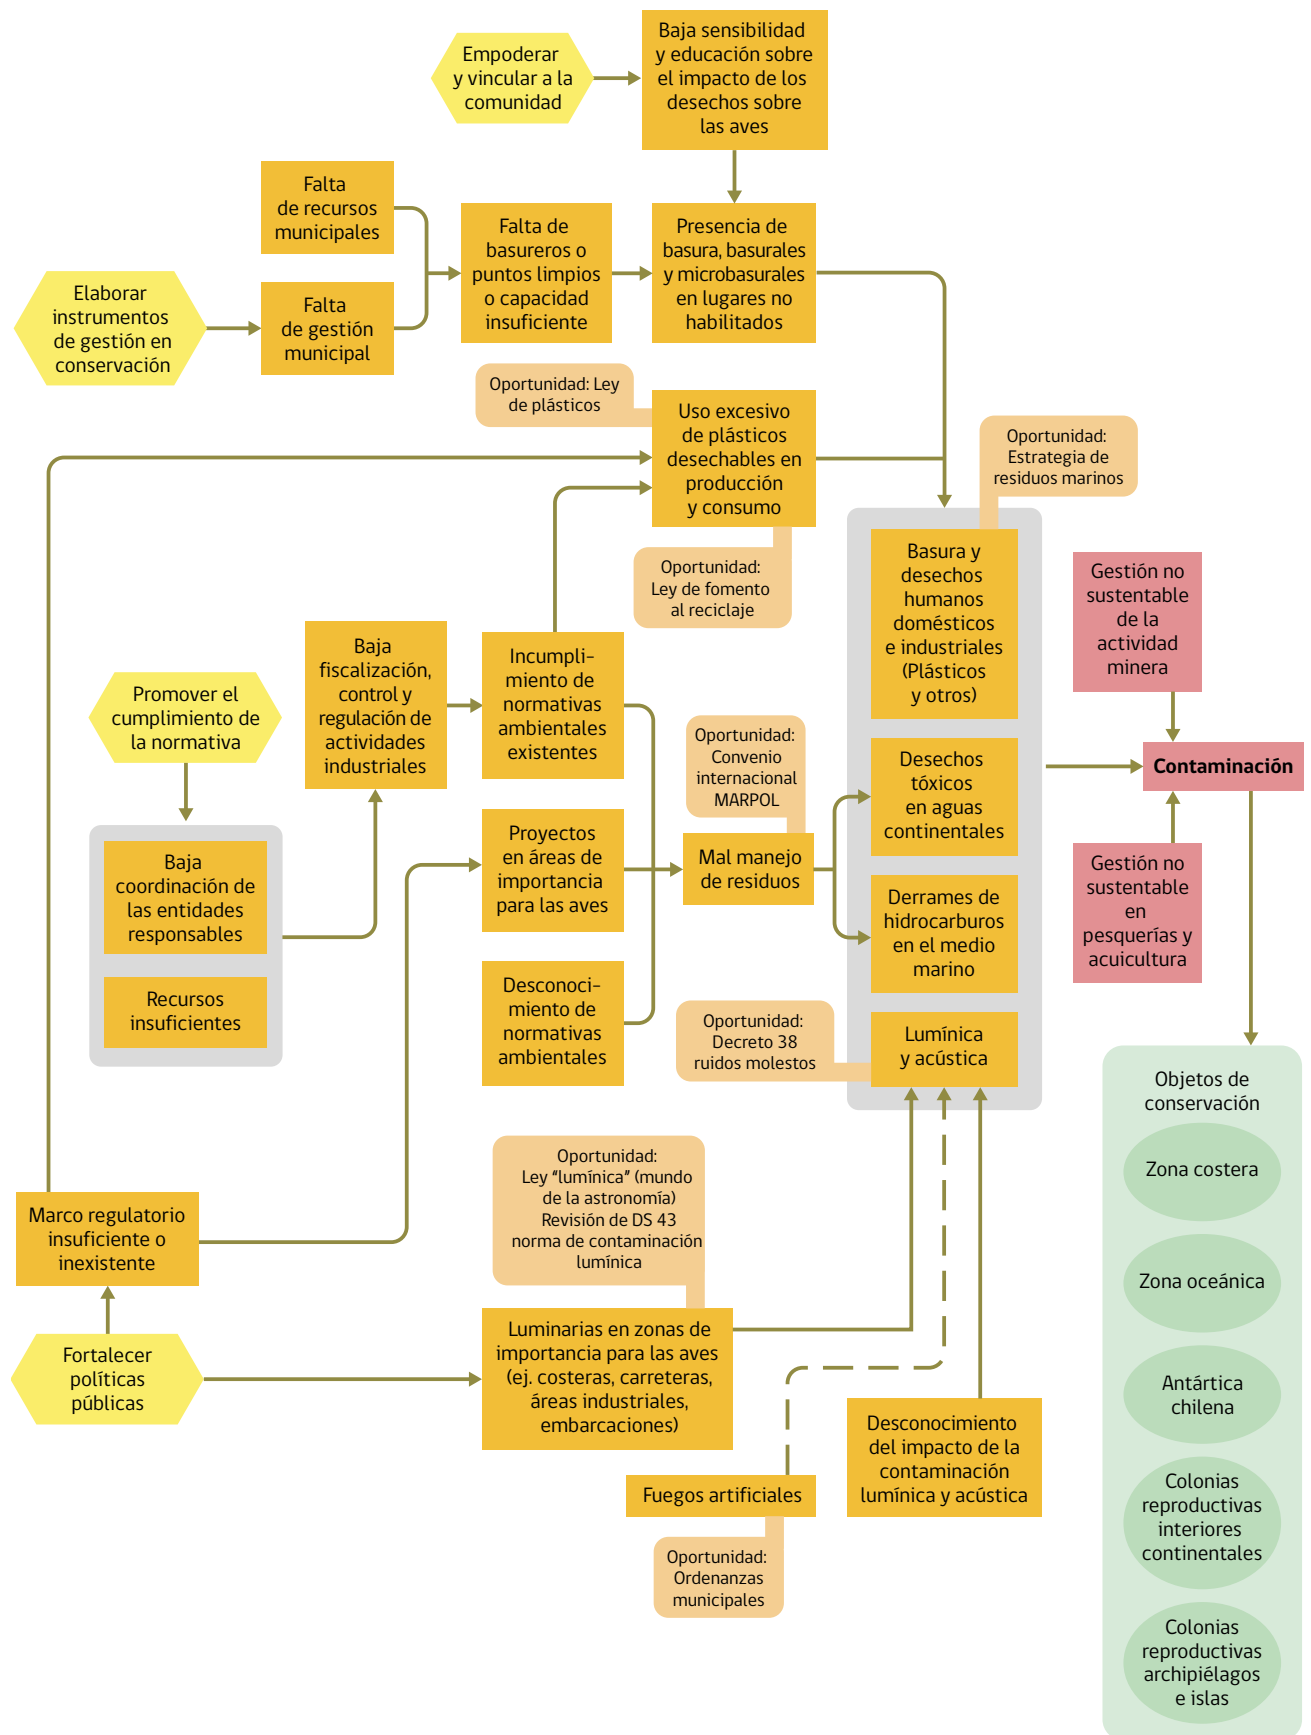 Empoderar
y vincular a la
comunidad
Baja sensibilidad
y educación sobre
el impacto de los
desechos sobre
las aves
Falta
de recursos
municipales
Falta de
basureros o
puntos limpios
o capacidad
insuficiente
Presencia de
basura, basurales
y microbasurales
en lugares no
habilitados
Elaborar
instrumentos
de gestión en
conservación
Falta
de gestión
municipal
Oportunidad: Ley
de plásticos
Uso excesivo
de plásticos
desechables en
producción
y consumo
Oportunidad:
Estrategia de
residuos marinos
Oportunidad:
Ley de fomento
al reciclaje
Basura y
desechos
humanos
domésticos
e industriales
(Plásticos
y otros)
Gestión no
sustentable
de la
actividad
minera
Promover el
cumplimiento de
la normativa
Baja
fiscalización,
control y
regulación de
actividades
industriales
Incumpli-
miento de
normativas
ambientales
existentes
Oportunidad:
Convenio
internacional
MARPOL
Desechos
tóxicos
en aguas
continentales
Contaminación
Baja
coordinación de
las entidades
responsables
Recursos
insuficientes
Proyectos
en áreas de
importancia
para las aves
Mal manejo
de residuos
Derrames de
hidrocarburos
en el medio
marino
Gestión no
sustentable
en
pesquerías y
acuicultura
Desconoci-
miento de
normativas
ambientales
Oportunidad:
Decreto 38
ruidos molestos
Lumínica
y acústica
Objetos de
conservación
Zona costera
Zona oceánica
Antártica
chilena
Colonias
reproductivas
interiores
continentales
Colonias
reproductivas
archipiélagos
e islas
Marco regulatorio
insuficiente o
inexistente
Oportunidad:
Ley “lumínica” (mundo
de la astronomía)
Revisión de DS 43
norma de contaminación
lumínica
Fortalecer
políticas
públicas
Luminarias en zonas de
importancia para las aves
(ej. costeras, carreteras,
áreas industriales,
embarcaciones)
Desconocimiento
del impacto de la
contaminación
lumínica y acústica
Fuegos artificiales
Oportunidad:
Ordenanzas
municipales